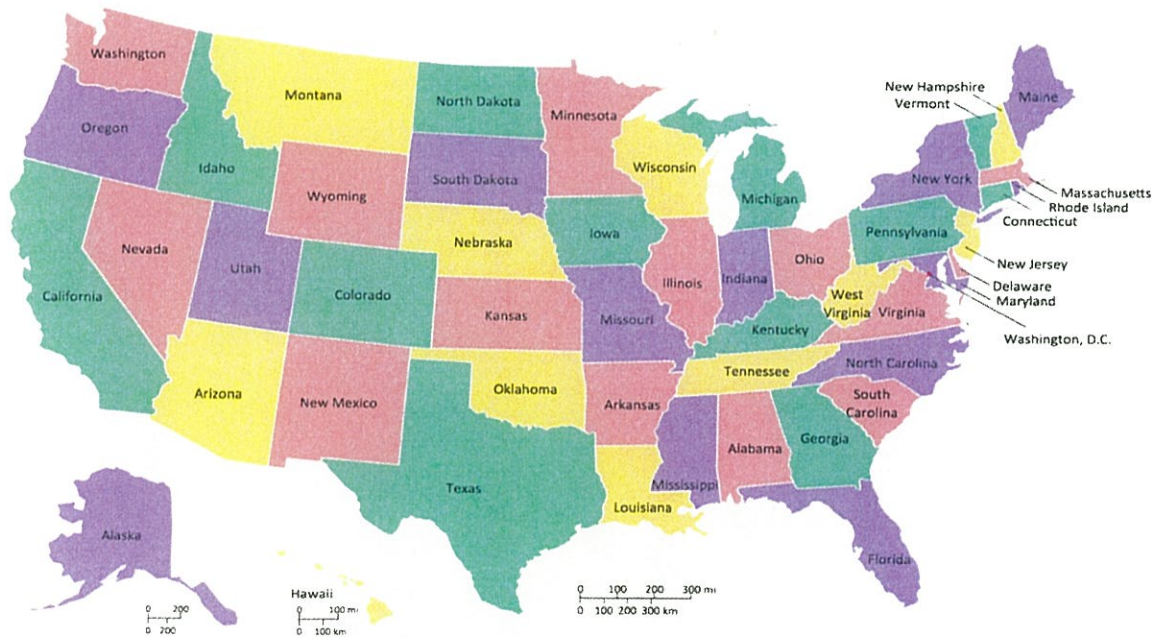 Washington
Montana
North Dakota
Minnesota
New Hampshire
Vermont
Maine
Oregon
Idaho
Wyoming
South Dakota
Wisconsin
Michigan
New York
Massachusetts
Rhode Island
Connecticut
Nevada
Utah
Nebraska
Iowa
Pennsylvania
New Jersey
California
Colorado
Kansas
Missouri
Illinois
Indiana
Ohio
West
Virginia
Virginia
Delaware
Maryland
Washington, D.C.
Kentucky
Arizona
New Mexico
Oklahoma
Arkansas
Tennessee
North Carolina
South
Carolina
Texas
Louisiana
Mississippi
Alabama
Georgia
Florida
Alaska
Hawaii
0 200
0 200
0 100 mi
0 100 km
0 100 200 300 mi
0 100 200 300 km